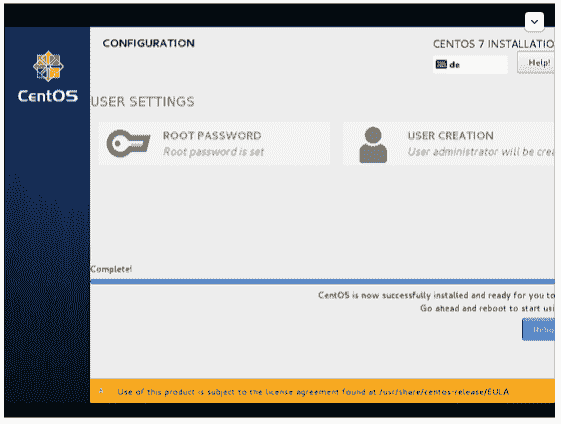 CONFIGURATION
CENTOS 7 INSTALLATIO
de
Help!
CentOS
USER SETTINGS
ROOT PASSWORD
Root password is set
USER CREATION
User administrator will be crea
Complete!
CentOS is now successfully installed and ready for you to
Go ahead and reboot to start usi
Rebo
Use of this product is subject to the license agreement found at /usr/share/centos-release/EULA